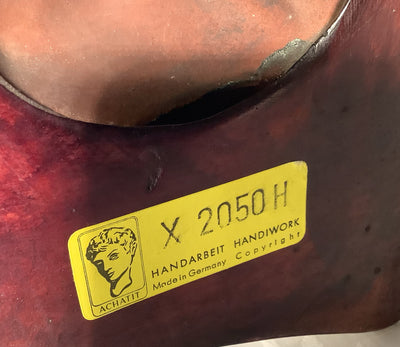 X 2050 H
HANDARBEIT HANDIWORK
Made in Germany Copyright
ACHATIT